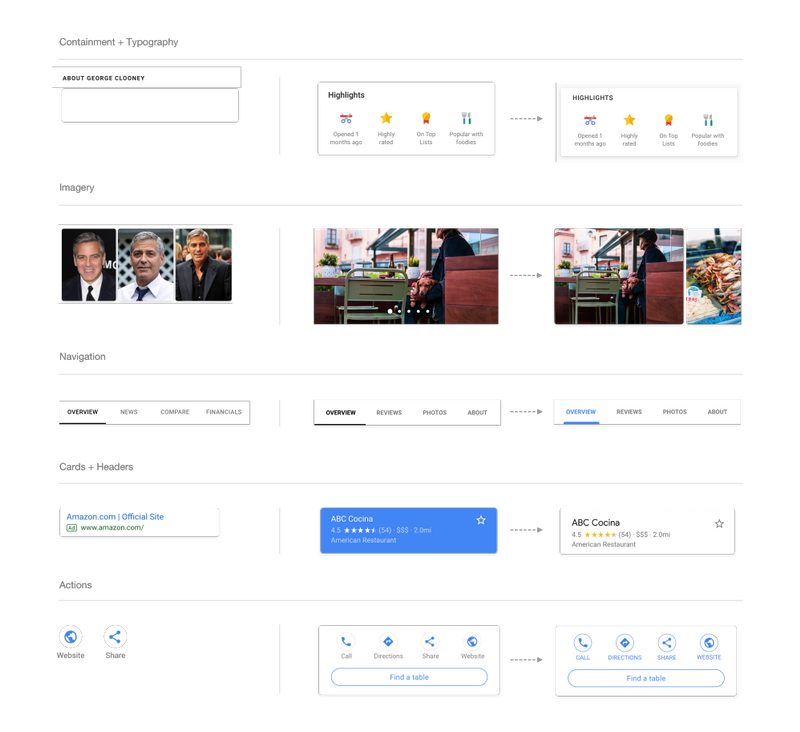 Containment + Typography
ABOUT GEORGE CLOONEY
Highlights
Opened 1
months ago
Highly
rated
On Top
Lists
Popular with
foodies
HIGHLIGHTS
Opened 1
months ago
Highly
rated
On Top
Lists
Popular with
foodies
Imagery
Navigation
OVERVIEW NEWS COMPARE FINANCIALS
OVERVIEW REVIEWS PHOTOS ABOUT
OVERVIEW REVIEWS PHOTOS ABOUT
Cards + Headers
Amazon.com | Official Site
Ad www.amazon.com/
ABC Cocina
4.5 ★★★★★ (54) · $$$ · 2.0mi
American Restaurant
ABC Cocina
4.5 ★★★★★ (54) · $$$ · 2.0mi
American Restaurant
Actions
Website Share
Call Directions Share Website
Find a table
CALL DIRECTIONS SHARE WEBSITE
Find a table